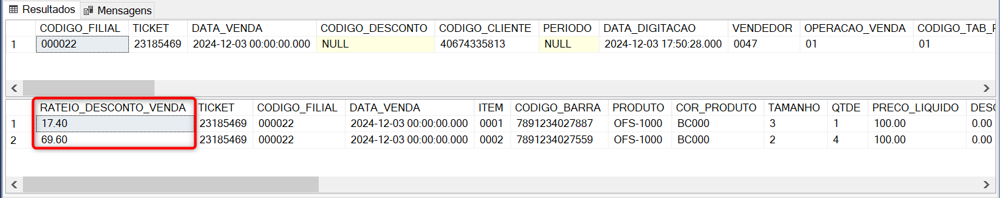 Resultados Mensagens
CODIGO_FILIAL TICKET DATA_VENDA CODIGO_DESCONTO CODIGO_CLIENTE PERIODO DATA_DIGITACAO VENDEDOR OPERACAO_VENDA CODIGO_TAB_P
1 000022 23185469 2024-12-03 00:00:00.000 NULL 40674335813 NULL 2024-12-03 17:50:28.000 0047 01 01
RATEIO_DESCONTO_VENDA TICKET CODIGO_FILIAL DATA_VENDA ITEM CODIGO_BARRA PRODUTO COR_PRODUTO TAMANHO QTDE PRECO_LIQUIDO DESC
1 17.40 23185469 000022 2024-12-03 00:00:00.000 0001 7891234027887 OFS-1000 BC000 3 1 100.00 0.00
2 69.60 23185469 000022 2024-12-03 00:00:00.000 0002 7891234027559 OFS-1000 BC000 2 4 100.00 0.00